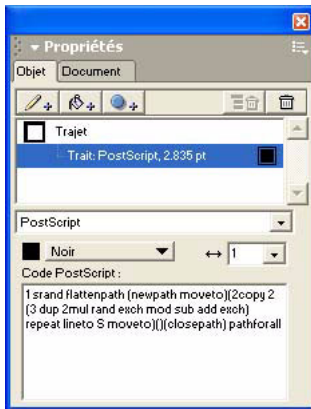 Propriétés
Objet Document
Trajet
Trait: PostScript, 2.835 pt
PostScript
Noir 1
Code PostScript :
1 srand flattenpath (newpath moveto)(2copy 2
(3 dup 2mul rand exch mod sub add exch)
repeat lineto S moveto)()(closepath) pathforall